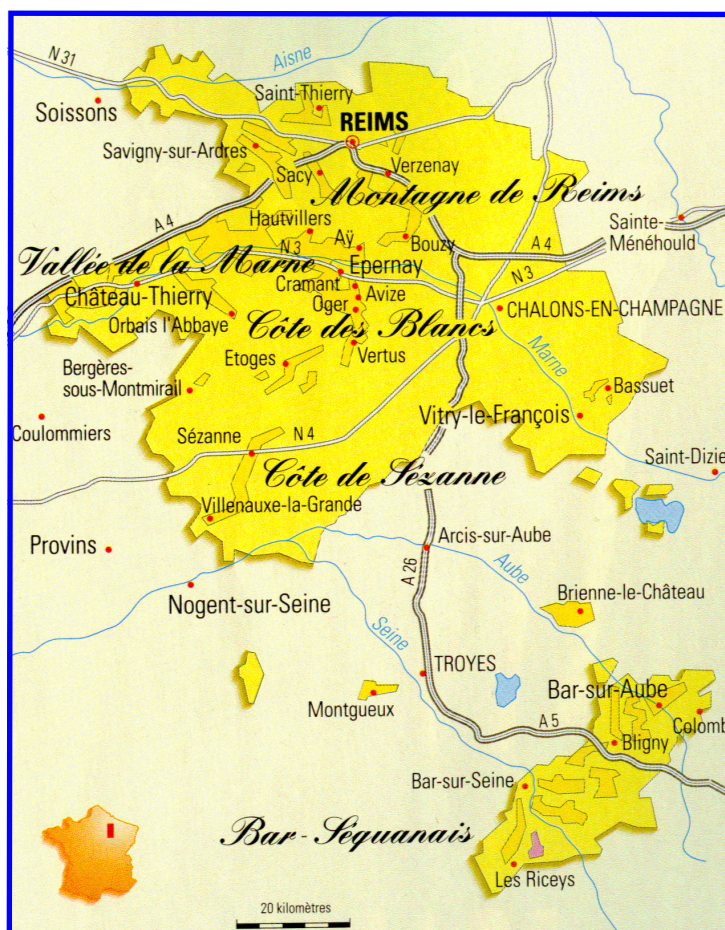 N 31
Aisne
Soissons
Saint-Thierry
REIMS
Savigny-sur-Ardres
Sacy
Verzenay
Montagne de Reims
A 4
Hautvillers
Aÿ
Bouzy
Sainte-
Ménéhould
A 4
N 3
Vallée de la Marne
N 3
Epernay
Cramant
Château-Thierry
Oger
Avize
CHALONS-EN-CHAMPAGNE
Orbais l'Abbaye
Côte des Blancs
Vertus
Etoges
Marne
Bergères-
sous-Montmirail
Bassuet
Coulommiers
Vitry-le-François
Sézanne
N 4
Saint-Dizie
Côte de Sézanne
Villenauxe-la-Grande
Provins
Arcis-sur-Aube
A 26
Aube
Nogent-sur-Seine
Brienne-le-Château
Seine
TROYES
Montgueux
Bar-sur-Aube
Colomb
A 5
Bligny
Bar-sur-Seine
Bar-Séquanais
Les Riceys
20 kilomètres